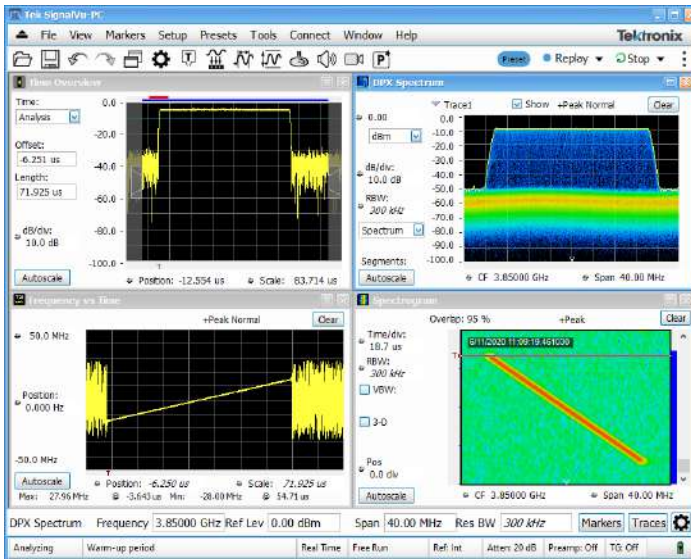 Tek SignalVu-PC
File View Markers Setup Presets Tools Connect Window Help
Tektronix
Preset Replay Stop
Time Overview
Time:
Analysis
Offset:
-6.251 us
Length:
71.925 us
dB/div:
10.0 dB
Autoscale
0.0
-20.0
-40.0
-60.0
-80.0
-100.0
T
Position: -12.554 us Scale: 83.714 us
DPX Spectrum
Trace1 Show +Peak Normal Clear
0.00
dBm
dB/div:
10.0 dB
RBW:
300 kHz
Spectrum
Segments:
Autoscale
0.0
-10.0
-20.0
-30.0
-40.0
-50.0
-60.0
-70.0
-80.0
-90.0
-100.0
CF 3.85000 GHz Span 40.00 MHz
Frequency vs Time
+Peak Normal Clear
50.0 MHz
Position:
0.000 Hz
-50.0 MHz
T
Autoscale
Position: -6.250 us Scale: 71.925 us
Max: 27.96 MHz @ -3.643 us Min: -28.00 MHz @ 54.71 us
Spectrogram
Overlap: 95 % +Peak Clear
Time/div:
18.7 us
RBW:
300 kHz
VBW:
3-D
Pos
0.0 div
Autoscale
6/11/2020 11:09:19.461030
T
CF 3.85000 GHz Span 40.00 MHz
DPX Spectrum Frequency 3.85000 GHz Ref Lev 0.00 dBm Span 40.00 MHz Res BW 300 kHz Markers Traces
Analyzing Warm-up period Real Time Free Run Ref: Int Atten: 20 dB Preamp: Off TG: Off